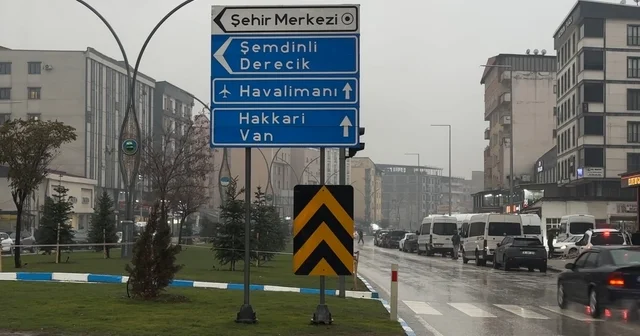 Şehir Merkezi
Şemdinli
Derecik
Havalimanı
Hakkari
Van